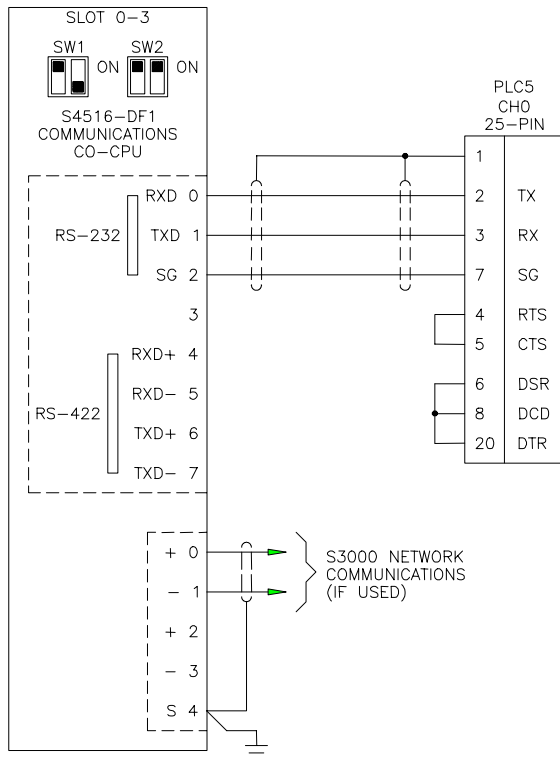 SLOT 0-3
SW1 SW2
ON ON
S4516-DF1
COMMUNICATIONS
CO-CPU
RS-232
RXD 0
TXD 1
SG 2
3
RS-422
RXD+ 4
RXD- 5
TXD+ 6
TXD- 7
+ 0
- 1
+ 2
- 3
S 4
S3000 NETWORK
COMMUNICATIONS
(IF USED)
PLC5
CH0
25-PIN
1
2 TX
3 RX
7 SG
4 RTS
5 CTS
6 DSR
8 DCD
20 DTR